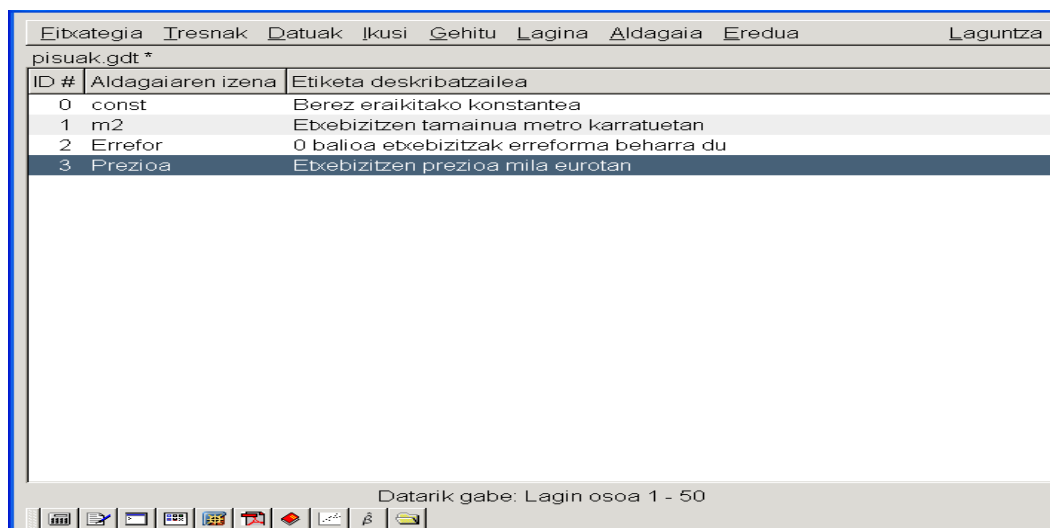 Eitxategia Tresnak Datuak Ikusi Gehitu Lagina Aldagaia Eredua Laguntza
pisuak.gdt *
ID # Aldagaiaren izena Etiketa deskribatzailea
0 const Berez eraikitako konstantea
1 m2 Etxebizitzen tamainua metro karratuetan
2 Errefor 0 balioa etxebizitzak erreforma beharra du
3 Prezioa Etxebizitzen prezioa mila eurotan
Datarik gabe: Lagin osoa 1 - 50
β̂